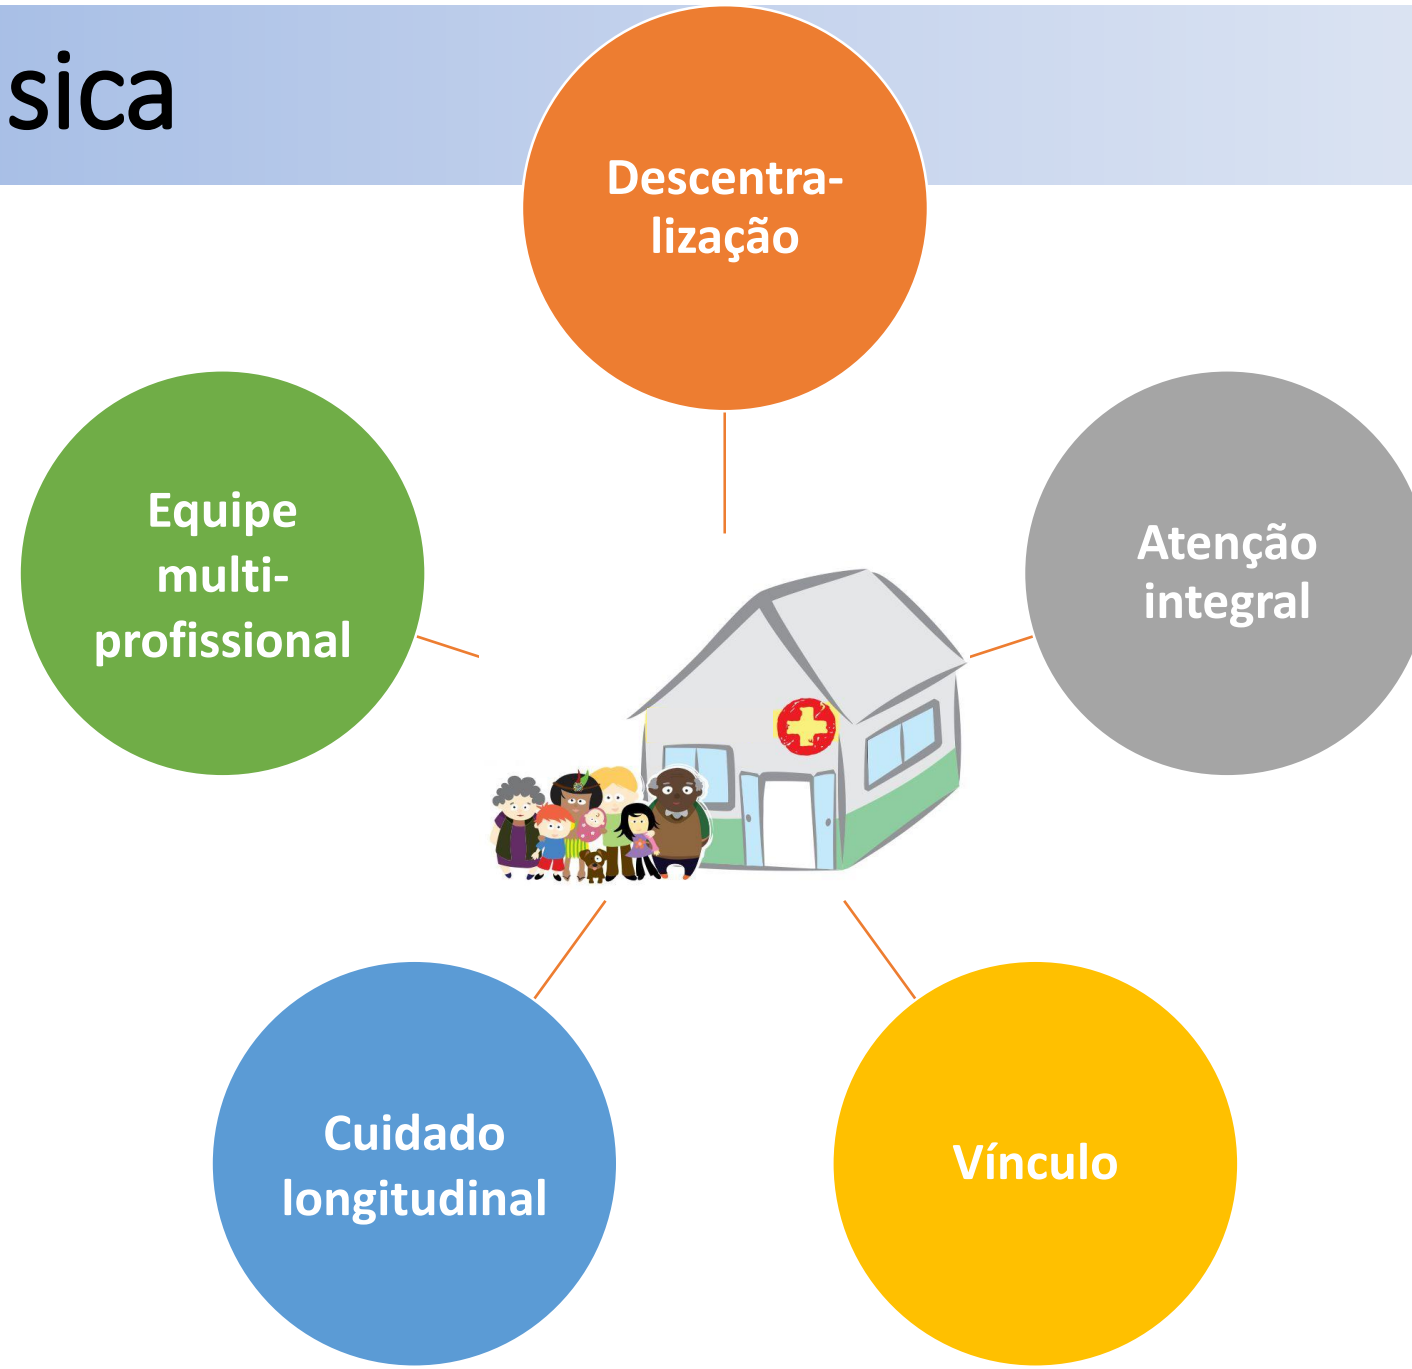 sica
Descentra-
lização
Equipe
multi-
profissional
Atenção
integral
Cuidado
longitudinal
Vínculo